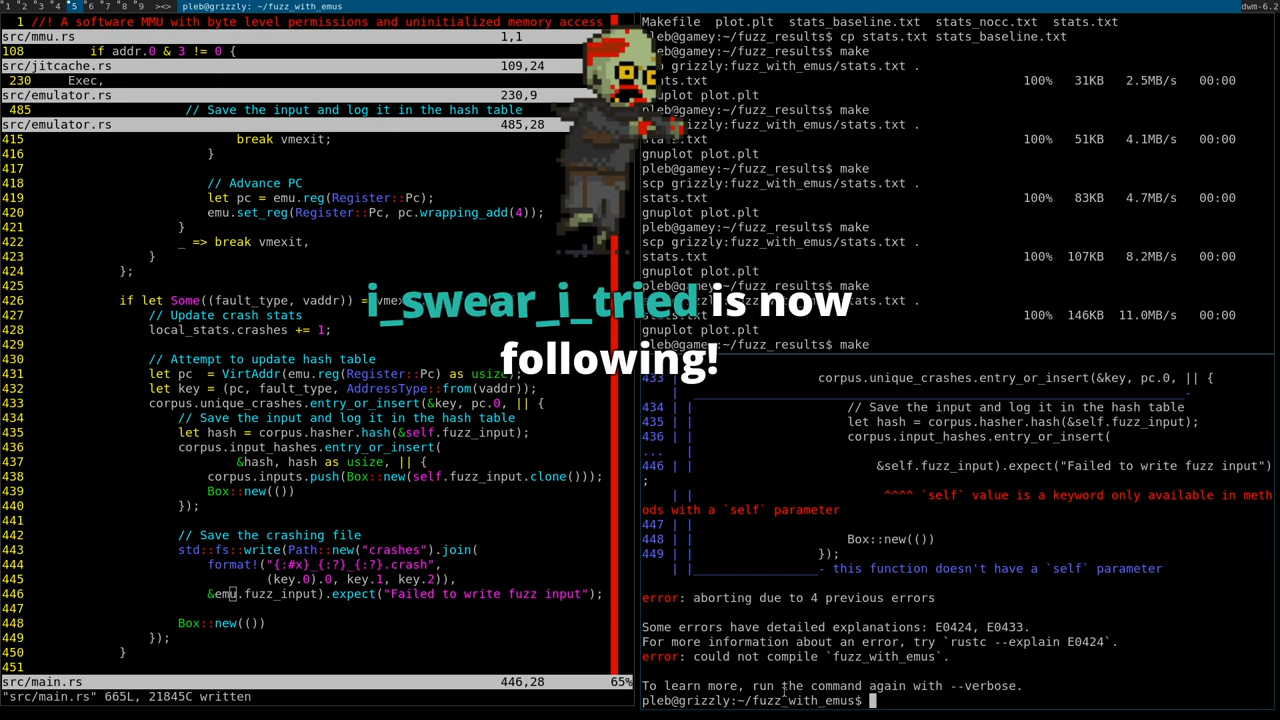 1 2 3 4 5 6 7 8 9 ><> pleb@grizzly: ~/fuzz_with_emus dwm-6.2
1 //! A software MMU with byte level permissions and uninitialized memory access
src/mmu.rs 1,1
108 if addr.0 & 3 != 0 {
src/jitcache.rs 109,24
230 Exec,
src/emulator.rs 230,9
485 // Save the input and log it in the hash table
src/emulator.rs 485,28
415 break vmexit;
416 }
417
418 // Advance PC
419 let pc = emu.reg(Register::Pc);
420 emu.set_reg(Register::Pc, pc.wrapping_add(4));
421 }
422 _ => break vmexit,
423 }
424 };
425
426 if let Some((fault_type, vaddr)) =
427 // Update crash stats
428 local_stats.crashes += 1;
429
430 // Attempt to update hash table
431 let pc = VirtAddr(emu.reg(Register::Pc) as usize);
432 let key = (pc, fault_type, AddressType::from(vaddr));
433 corpus.unique_crashes.entry_or_insert(&key, pc.0, || {
434 // Save the input and log it in the hash table
435 let hash = corpus.hasher.hash(&self.fuzz_input);
436 corpus.input_hashes.entry_or_insert(
437 &hash, hash as usize, || {
438 corpus.inputs.push(Box::new(self.fuzz_input.clone()));
439 Box::new(())
440 });
441
442 // Save the crashing file
443 std::fs::write(Path::new("crashes").join(
444 format!("{:#x}_{:?}_{:?}.crash",
445 (key.0).0, key.1, key.2)),
446 &emu.fuzz_input).expect("Failed to write fuzz input");
447
448 Box::new(())
449 });
450 }
451
src/main.rs 446,28 65%
"src/main.rs" 665L, 21845C written
i_swear_i_tried is now
following!
Makefile plot.plt stats_baseline.txt stats_nocc.txt stats.txt
pleb@gamey:~/fuzz_results$ cp stats.txt stats_baseline.txt
pleb@gamey:~/fuzz_results$ make
grizzly:fuzz_with_emus/stats.txt .
stats.txt 100% 31KB 2.5MB/s 00:00
gnuplot plot.plt
pleb@gamey:~/fuzz_results$ make
grizzly:fuzz_with_emus/stats.txt .
stats.txt 100% 51KB 4.1MB/s 00:00
gnuplot plot.plt
pleb@gamey:~/fuzz_results$ make
scp grizzly:fuzz_with_emus/stats.txt .
stats.txt 100% 83KB 4.7MB/s 00:00
gnuplot plot.plt
pleb@gamey:~/fuzz_results$ make
scp grizzly:fuzz_with_emus/stats.txt .
stats.txt 100% 107KB 8.2MB/s 00:00
gnuplot plot.plt
pleb@gamey:~/fuzz_results$ make
grizzly:fuzz_with_emus/stats.txt .
100% 146KB 11.0MB/s 00:00
gnuplot plot.plt
pleb@gamey:~/fuzz_results$ make
433 | corpus.unique_crashes.entry_or_insert(&key, pc.0, || {
| ______________________-
434 | | // Save the input and log it in the hash table
435 | | let hash = corpus.hasher.hash(&self.fuzz_input);
436 | | corpus.input_hashes.entry_or_insert(
... |
446 | | &self.fuzz_input).expect("Failed to write fuzz input")
;
| | ^^^^ `self` value is a keyword only available in meth
ods with a `self` parameter
447 | |
448 | | Box::new(())
449 | | });
| |_________________- this function doesn't have a `self` parameter
error: aborting due to 4 previous errors
Some errors have detailed explanations: E0424, E0433.
For more information about an error, try `rustc --explain E0424`.
error: could not compile `fuzz_with_emus`.
To learn more, run the command again with --verbose.
pleb@grizzly:~/fuzz_with_emus$